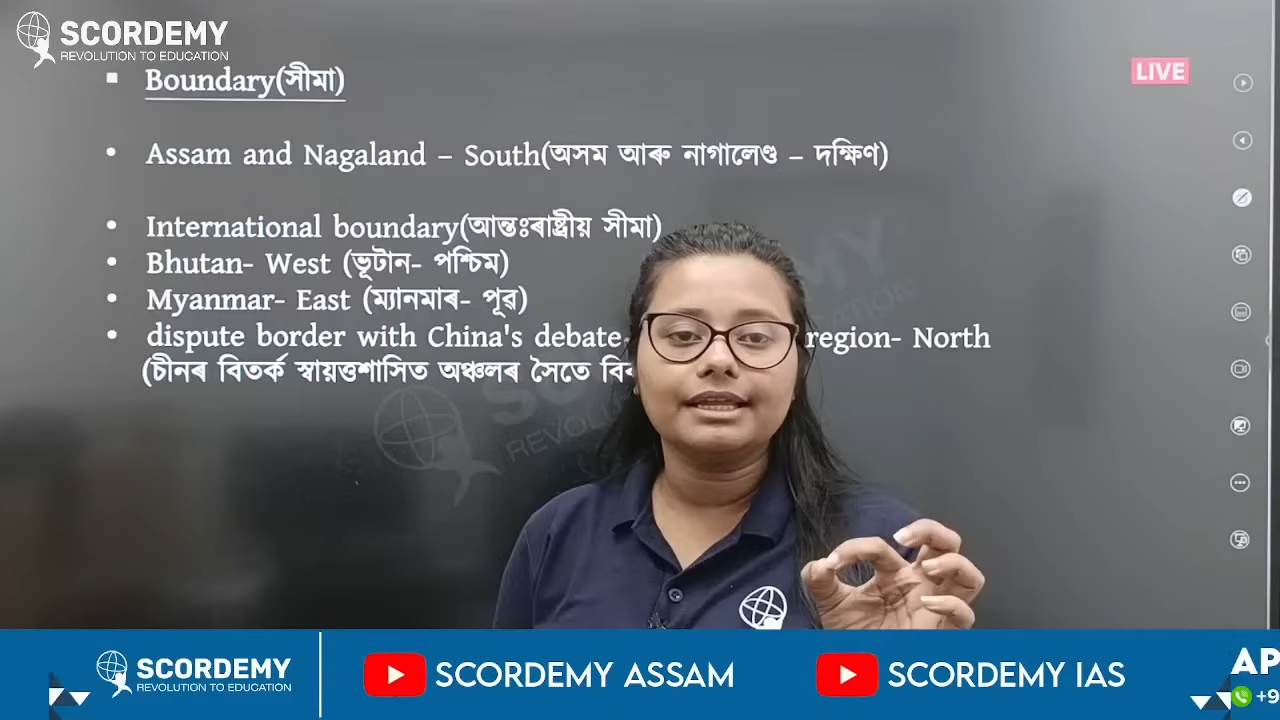 SCORDEMY
REVOLUTION TO EDUCATION
LIVE
Boundary(সীমা)
Assam and Nagaland – South(অসম আৰু নাগালেণ্ড – দক্ষিণ)
International boundary(আন্তঃৰাষ্ট্ৰীয় সীমা)
Bhutan- West (ভূটান- পশ্চিম)
Myanmar- East (ম্যানমাৰ- পূৱ)
dispute border with China's debate- region- North
(চীনৰ বিতৰ্ক স্বায়ত্তশাসিত অঞ্চলৰ সৈতে
SCORDEMY
REVOLUTION TO EDUCATION
SCORDEMY ASSAM
SCORDEMY IAS
AP
+9